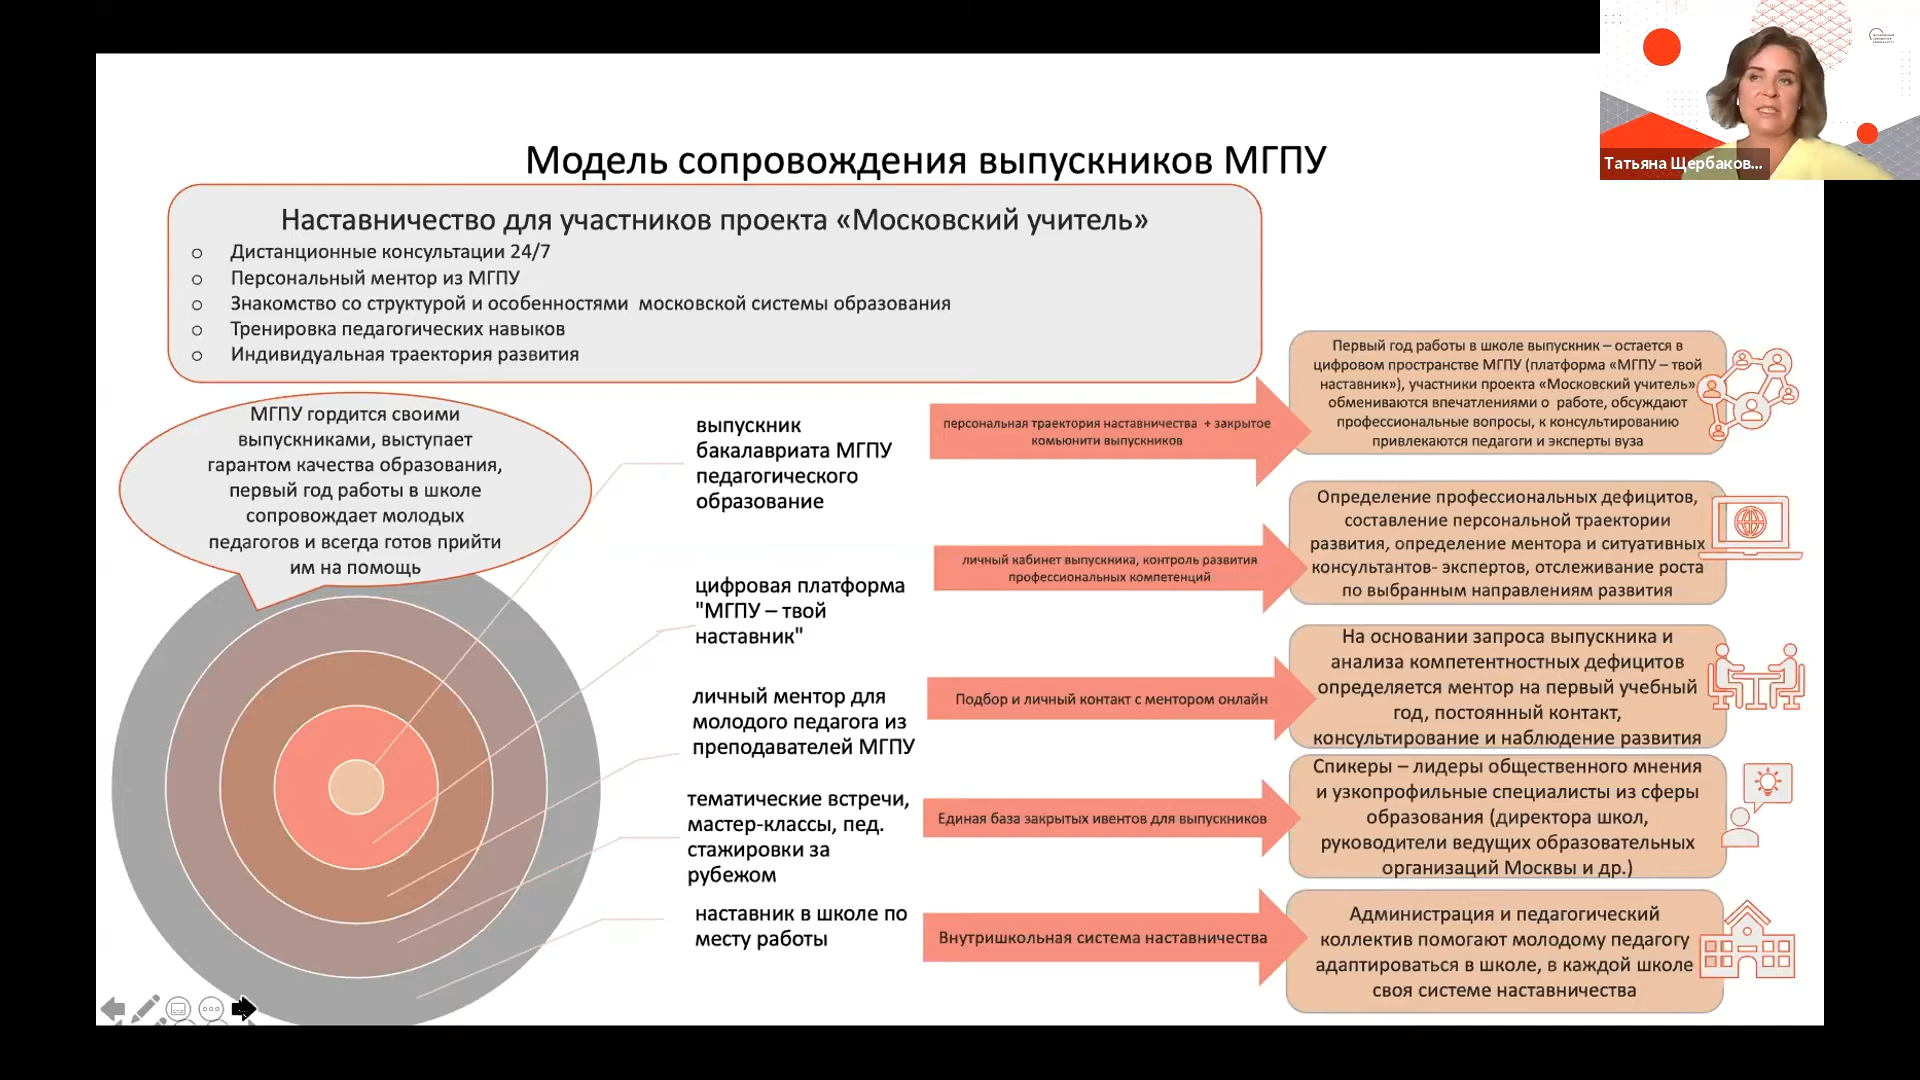 Татьяна Щербаков...
Модель сопровождения выпускников МГПУ
Наставничество для участников проекта «Московский учитель»
o Дистанционные консультации 24/7
o Персональный ментор из МГПУ
o Знакомство со структурой и особенностями московской системы образования
o Тренировка педагогических навыков
o Индивидуальная траектория развития
МГПУ гордится своими
выпускниками, выступает
гарантом качества образования,
первый год работы в школе
сопровождает молодых
педагогов и всегда готов прийти
им на помощь
выпускник
бакалавриата МГПУ
педагогического
образование
персональная траектория наставничества + закрытое
комьюнити выпускников
Первый год работы в школе выпускник – остается в
цифровом пространстве МГПУ (платформа «МГПУ – твой
наставник»), участники проекта «Московский учитель»
обмениваются впечатлениями о работе, обсуждают
профессиональные вопросы, к консультированию
привлекаются педагоги и эксперты вуза
цифровая платформа
"МГПУ – твой
наставник"
личный кабинет выпускника, контроль развития
профессиональных компетенций
Определение профессиональных дефицитов,
составление персональной траектории
развития, определение ментора и ситуативных
консультантов- экспертов, отслеживание роста
по выбранным направлениям развития
личный ментор для
молодого педагога из
преподавателей МГПУ
Подбор и личный контакт с ментором онлайн
На основании запроса выпускника и
анализа компетентностных дефицитов
определяется ментор на первый учебный
год, постоянный контакт,
консультирование и наблюдение развития
тематические встречи,
мастер-классы, пед.
стажировки за
рубежом
Единая база закрытых ивентов для выпускников
Спикеры – лидеры общественного мнения
и узкопрофильные специалисты из сферы
образования (директора школ,
руководители ведущих образовательных
организаций Москвы и др.)
наставник в школе по
месту работы
Внутришкольная система наставничества
Администрация и педагогический
коллектив помогают молодому педагогу
адаптироваться в школе, в каждой школе
своя системе наставничества